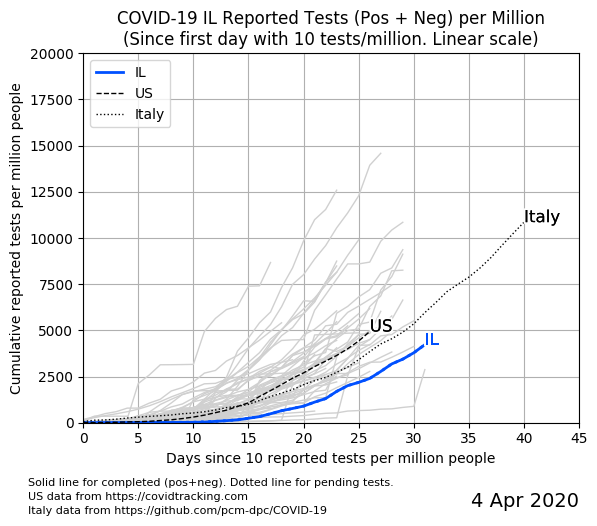 COVID-19 IL Reported Tests (Pos + Neg) per Million
(Since first day with 10 tests/million. Linear scale)
Cumulative reported tests per million people
20000
17500
15000
12500
10000
7500
5000
2500
0
IL
US
Italy
Italy
US
IL
0 5 10 15 20 25 30 35 40 45
Days since 10 reported tests per million people
Solid line for completed (pos+neg). Dotted line for pending tests.
US data from https://covidtracking.com
Italy data from https://github.com/pcm-dpc/COVID-19
4 Apr 2020